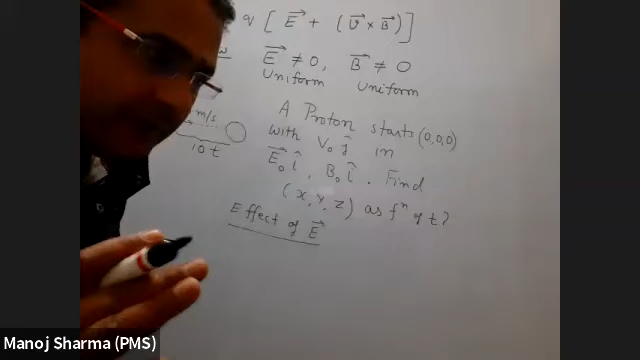 q [ E⃗ + ( V⃗ × B⃗ ) ]
E⃗ ≠ 0, B⃗ ≠ 0
Uniform Uniform
A Proton starts (0,0,0)
m/s
with V₀ ĵ in
10 t
E⃗₀ î , B₀ î . Find
( x, y, z ) as fⁿ of t ?
Effect of E⃗
Manoj Sharma (PMS)